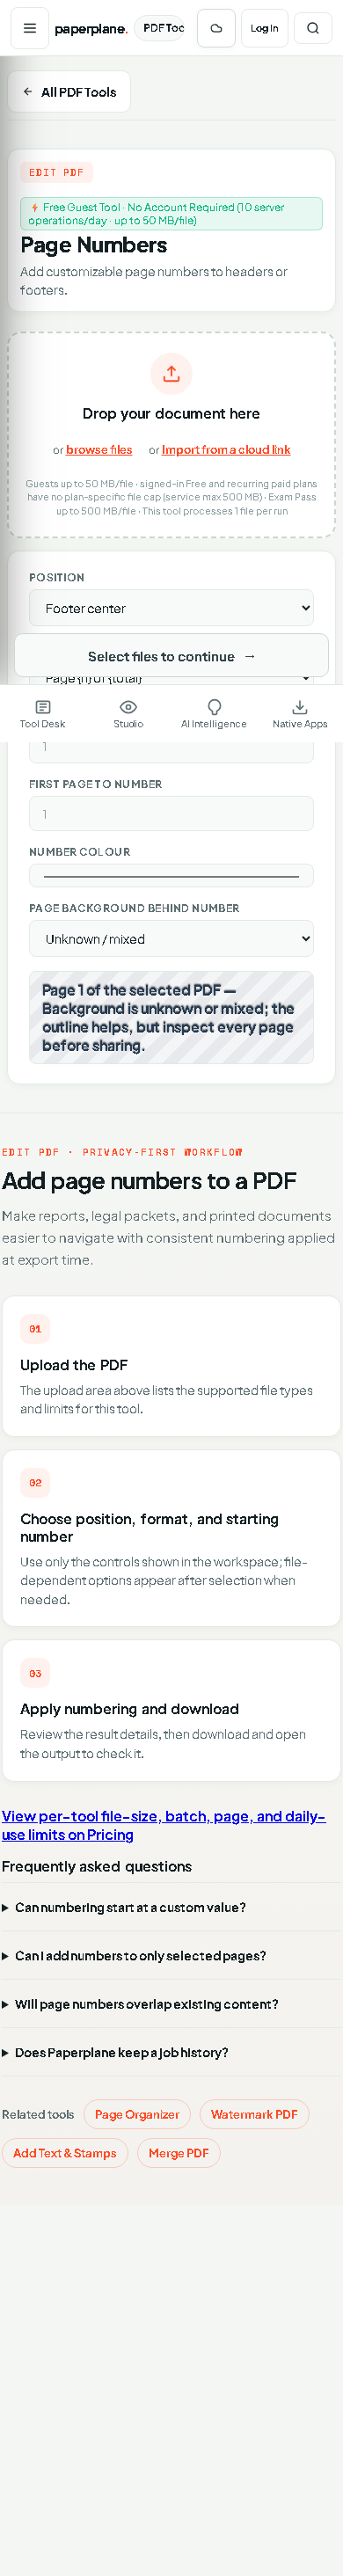 paperplane.
PDF Too
Log in
← All PDF Tools
EDIT PDF
Free Guest Tool · No Account Required (10 server
operations/day · up to 50 MB/file)
Page Numbers
Add customizable page numbers to headers or
footers.
Drop your document here
or browse files or Import from a cloud link
Guests up to 50 MB/file · signed-in Free and recurring paid plans
have no plan-specific file cap (service max 500 MB) · Exam Pass
up to 500 MB/file · This tool processes 1 file per run
POSITION
Footer center
Select files to continue →
Page {n} of {total}
Tool Desk
Studio
AI Intelligence
Native Apps
1
FIRST PAGE TO NUMBER
1
NUMBER COLOUR
PAGE BACKGROUND BEHIND NUMBER
Unknown / mixed
Page 1 of the selected PDF —
Background is unknown or mixed; the
outline helps, but inspect every page
before sharing.
EDIT PDF · PRIVACY-FIRST WORKFLOW
Add page numbers to a PDF
Make reports, legal packets, and printed documents
easier to navigate with consistent numbering applied
at export time.
01
Upload the PDF
The upload area above lists the supported file types
and limits for this tool.
02
Choose position, format, and starting
number
Use only the controls shown in the workspace; file-
dependent options appear after selection when
needed.
03
Apply numbering and download
Review the result details, then download and open
the output to check it.
View per-tool file-size, batch, page, and daily-
use limits on Pricing
Frequently asked questions
Can numbering start at a custom value?
Can I add numbers to only selected pages?
Will page numbers overlap existing content?
Does Paperplane keep a job history?
Related tools
Page Organizer
Watermark PDF
Add Text & Stamps
Merge PDF